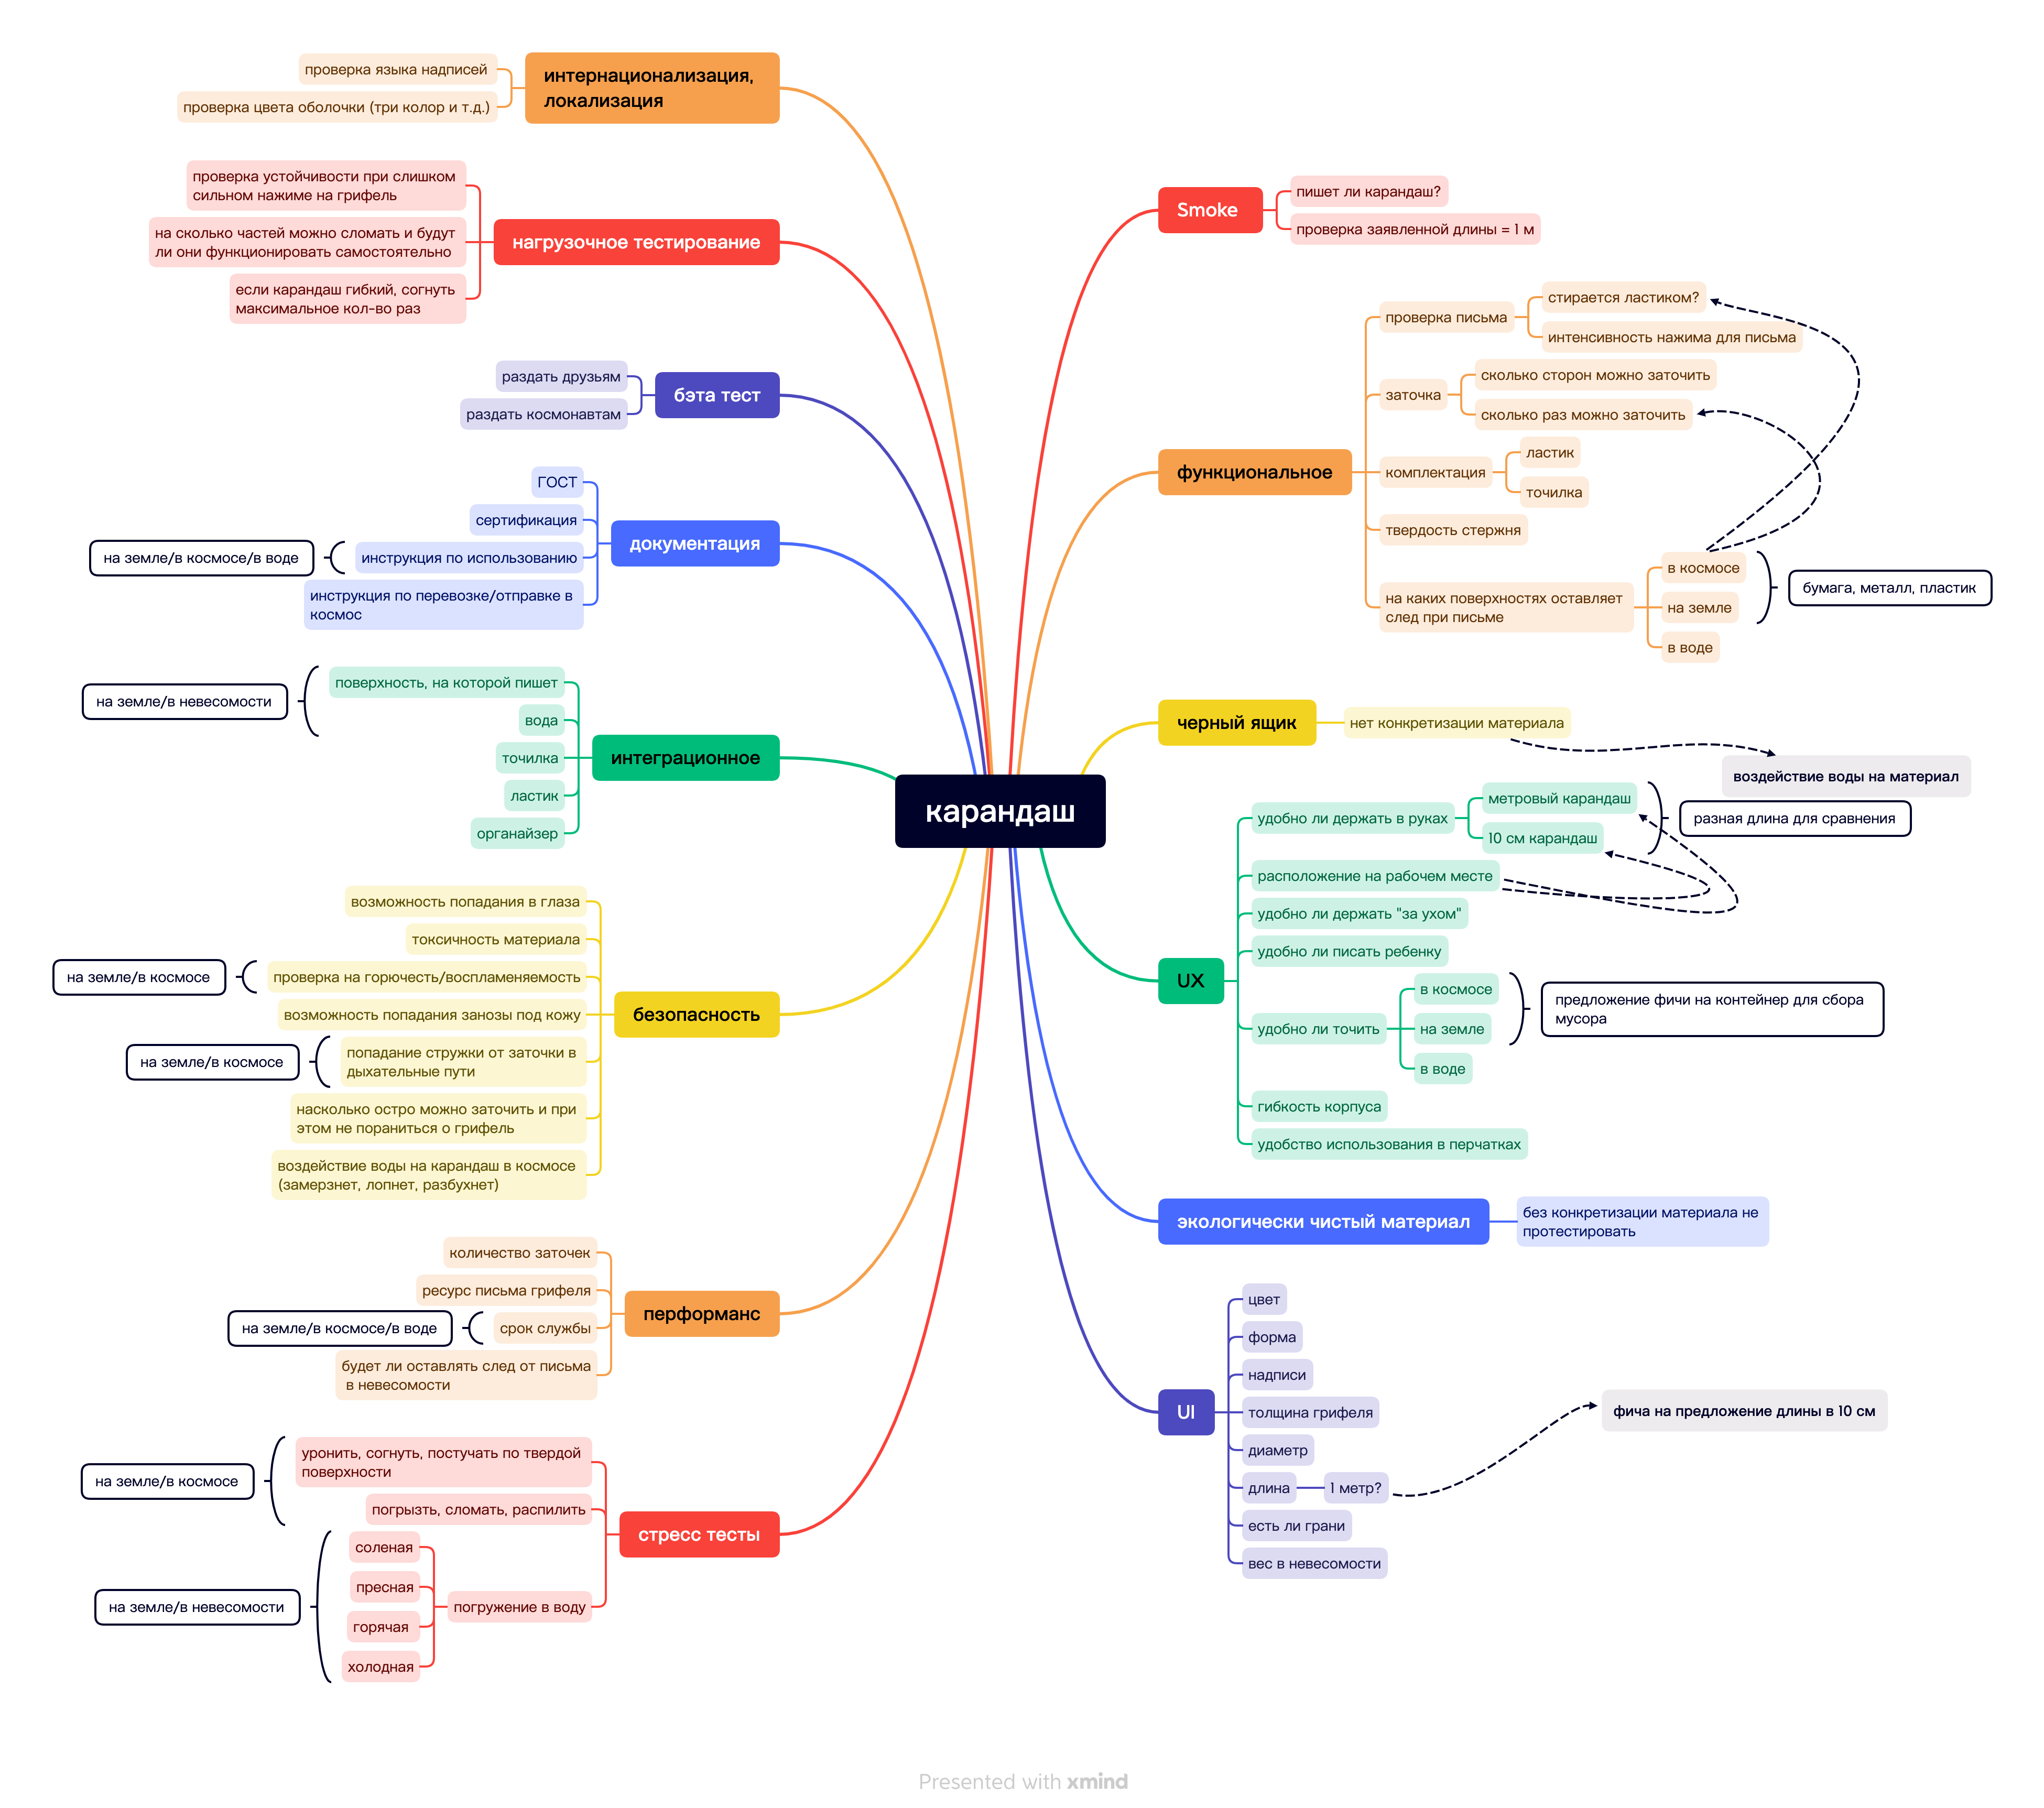 карандаш
Smoke
пишет ли карандаш?
проверка заявленной длины = 1 м
функциональное
проверка письма
стирается ластиком?
интенсивность нажима для письма
заточка
сколько сторон можно заточить
сколько раз можно заточить
комплектация
ластик
точилка
твердость стержня
на каких поверхностях оставляет
след при письме
в космосе
на земле
в воде
бумага, металл, пластик
черный ящик
нет конкретизации материала
воздействие воды на материал
UX
удобно ли держать в руках
метровый карандаш
10 см карандаш
разная длина для сравнения
расположение на рабочем месте
удобно ли держать "за ухом"
удобно ли писать ребенку
удобно ли точить
в космосе
на земле
в воде
предложение фичи на контейнер для сбора
мусора
гибкость корпуса
удобство использования в перчатках
экологически чистый материал
без конкретизации материала не
протестировать
UI
цвет
форма
надписи
толщина грифеля
диаметр
длина
1 метр?
фича на предложение длины в 10 см
есть ли грани
вес в невесомости
интернационализация,
локализация
проверка языка надписей
проверка цвета оболочки (три колор и т.д.)
нагрузочное тестирование
проверка устойчивости при слишком
сильном нажиме на грифель
на сколько частей можно сломать и будут
ли они функционировать самостоятельно
если карандаш гибкий, согнуть
максимальное кол-во раз
бэта тест
раздать друзьям
раздать космонавтам
документация
ГОСТ
сертификация
инструкция по использованию
на земле/в космосе/в воде
инструкция по перевозке/отправке в
космос
интеграционное
поверхность, на которой пишет
на земле/в невесомости
вода
точилка
ластик
органайзер
безопасность
возможность попадания в глаза
токсичность материала
проверка на горючесть/воспламеняемость
на земле/в космосе
возможность попадания занозы под кожу
попадание стружки от заточки в
дыхательные пути
на земле/в космосе
насколько остро можно заточить и при
этом не пораниться о грифель
воздействие воды на карандаш в космосе
(замерзнет, лопнет, разбухнет)
перформанс
количество заточек
ресурс письма грифеля
срок службы
на земле/в космосе/в воде
будет ли оставлять след от письма
в невесомости
стресс тесты
уронить, согнуть, постучать по твердой
поверхности
погрызть, сломать, распилить
на земле/в космосе
погружение в воду
соленая
пресная
горячая
холодная
на земле/в невесомости
Presented with xmind